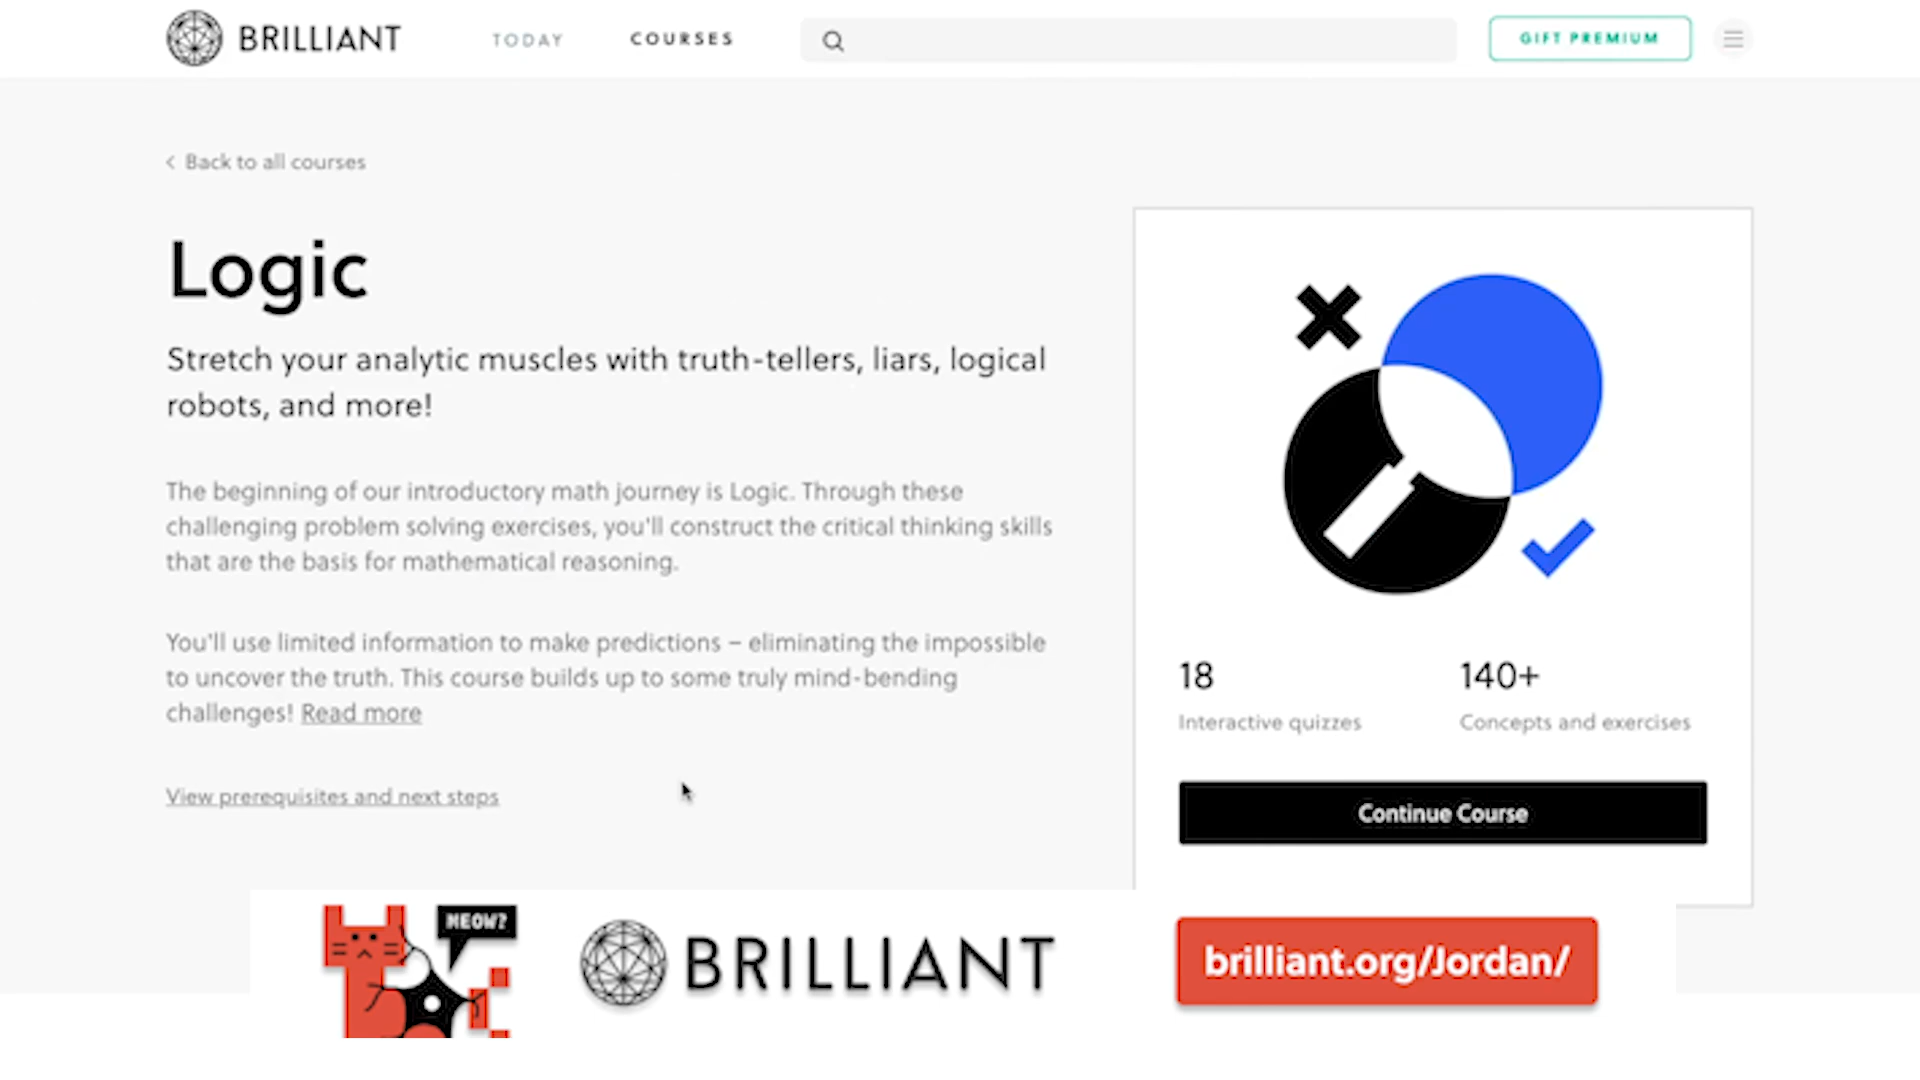 BRILLIANT
TODAY
COURSES
GIFT PREMIUM
Back to all courses
Logic
Stretch your analytic muscles with truth-tellers, liars, logical
robots, and more!
The beginning of our introductory math journey is Logic. Through these
challenging problem solving exercises, you'll construct the critical thinking skills
that are the basis for mathematical reasoning.
You'll use limited information to make predictions – eliminating the impossible
to uncover the truth. This course builds up to some truly mind-bending
challenges! Read more
View prerequisites and next steps
18
Interactive quizzes
140+
Concepts and exercises
Continue Course
MEOW?
BRILLIANT
brilliant.org/Jordan/